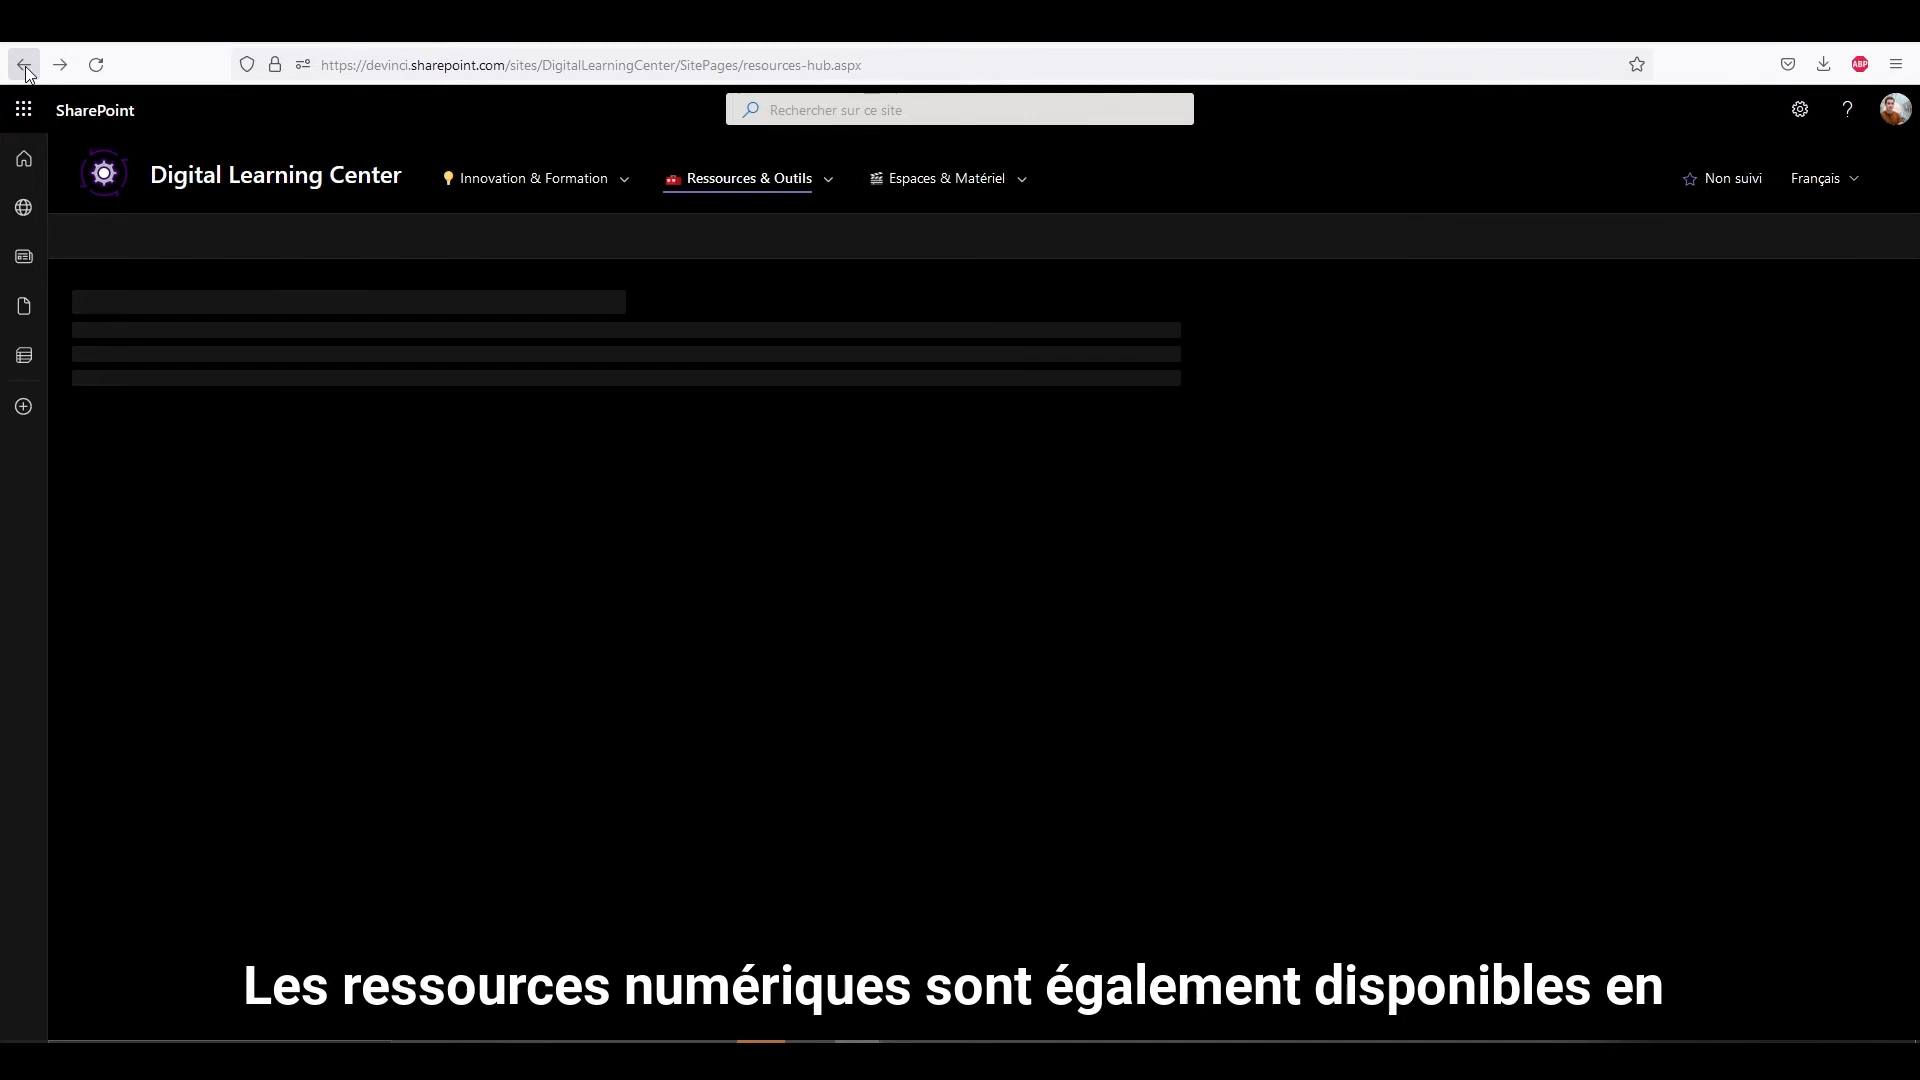 https://devinci.sharepoint.com/sites/DigitalLearningCenter/SitePages/resources-hub.aspx
ABP
SharePoint
Rechercher sur ce site
?
Digital Learning Center
Innovation & Formation
Ressources & Outils
Espaces & Matériel
Non suivi
Français
Les ressources numériques sont également disponibles en